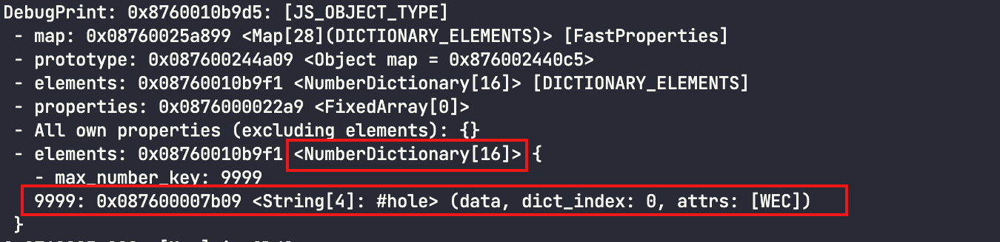 DebugPrint: 0x8760010b9d5: [JS_OBJECT_TYPE]
- map: 0x08760025a899 <Map[28](DICTIONARY_ELEMENTS)> [FastProperties]
- prototype: 0x087600244a09 <Object map = 0x876002440c5>
- elements: 0x08760010b9f1 <NumberDictionary[16]> [DICTIONARY_ELEMENTS]
- properties: 0x0876000022a9 <FixedArray[0]>
- All own properties (excluding elements): {}
- elements: 0x08760010b9f1 <NumberDictionary[16]> {
- max_number_key: 9999
9999: 0x087600007b09 <String[4]: #hole> (data, dict_index: 0, attrs: [WEC])
}